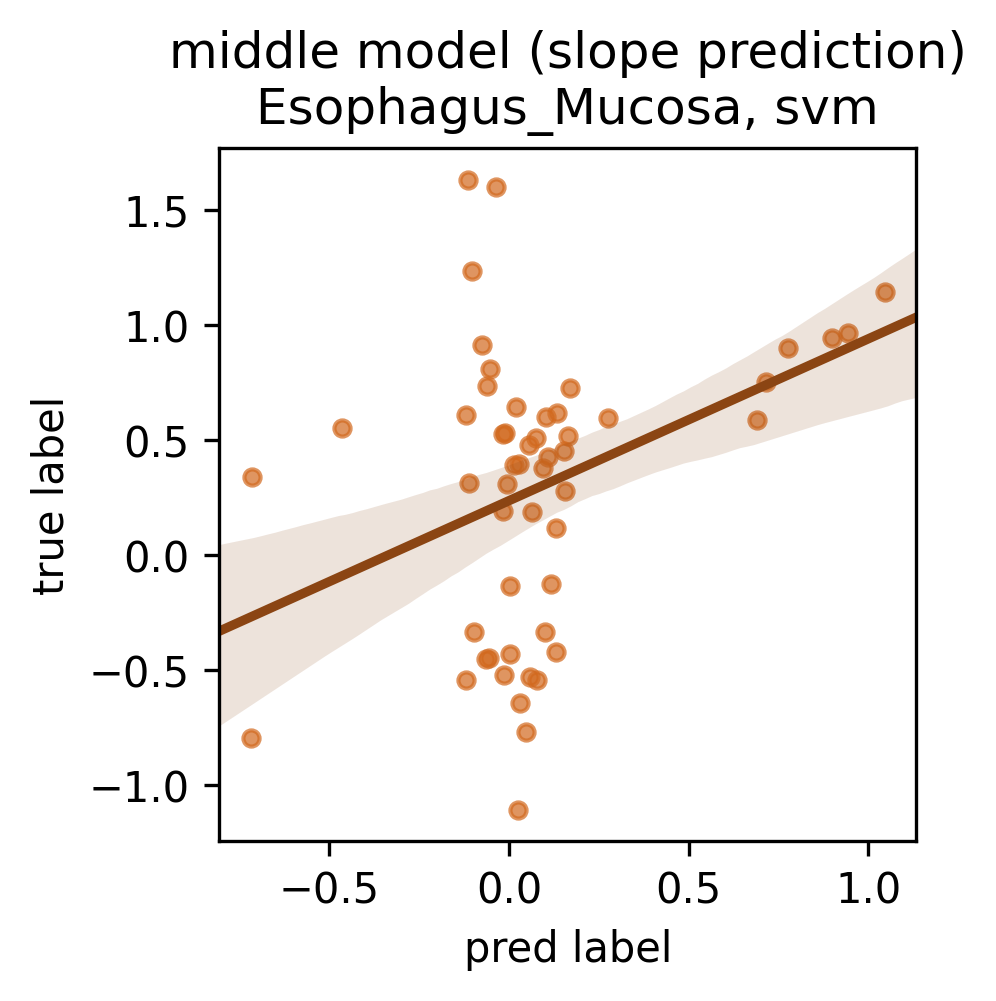 middle model (slope prediction)
Esophagus_Mucosa, svm
1.5
1.0
0.5
0.0
−0.5
−1.0
true label
−0.5 0.0 0.5 1.0
pred label